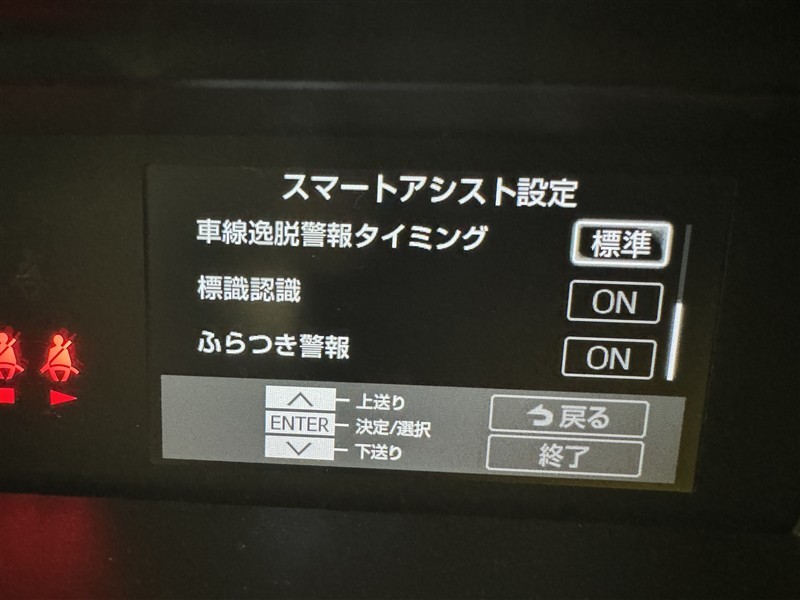 スマートアシスト設定
車線逸脱警報タイミング 標準
標識認識 ON
ふらつき警報 ON
上送り
ENTER 決定/選択
下送り
戻る
終了